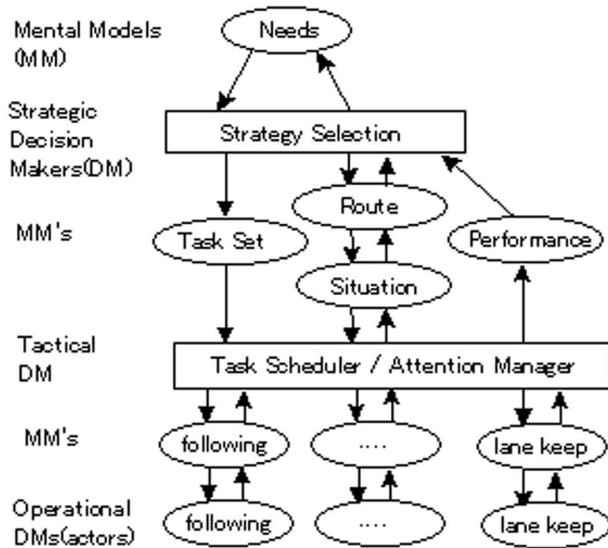 Mental Models
(MM)
Needs
Strategic
Decision
Makers(DM)
Strategy Selection
MM's
Task Set
Route
Performance
Situation
Tactical
DM
Task Scheduler / Attention Manager
MM's
following
....
lane keep
Operational
DMs(actors)
following
....
lane keep